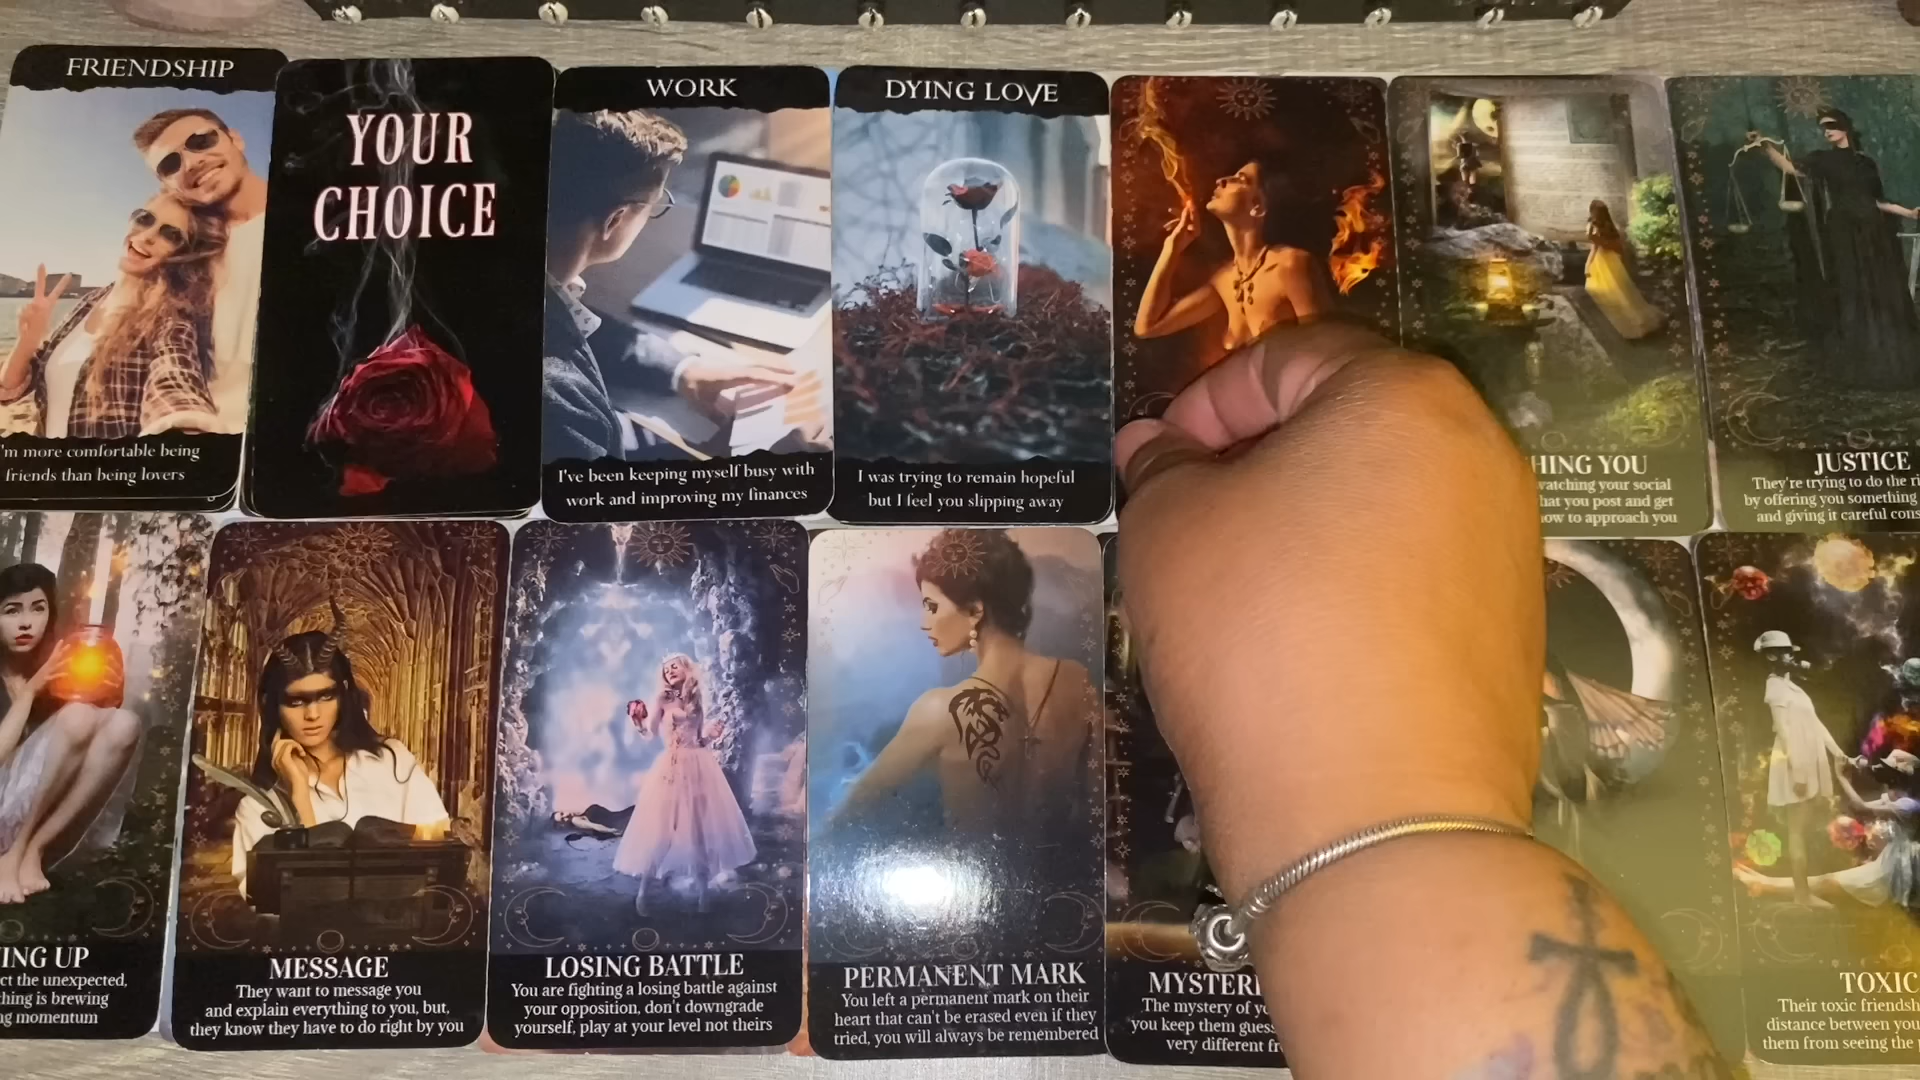 FRIENDSHIP
'm more comfortable being
friends than being lovers
YOUR
CHOICE
WORK
I've been keeping myself busy with
work and improving my finances
DYING LOVE
I was trying to remain hopeful
but I feel you slipping away
HING YOU
watching your social
hat you post and get
how to approach you
JUSTICE
They're trying to do the ri
by offering you something
and giving it careful cons
ING UP
ct the unexpected,
thing is brewing
ng momentum
MESSAGE
They want to message you
and explain everything to you, but,
they know they have to do right by you
LOSING BATTLE
You are fighting a losing battle against
your opposition, don't downgrade
yourself, play at your level not theirs
PERMANENT MARK
You left a permanent mark on their
heart that can't be erased even if they
tried, you will always be remembered
MYSTERI
The mystery of yo
you keep them guess
very different fr
TOXIC
Their toxic friendsh
distance between you
them from seeing the